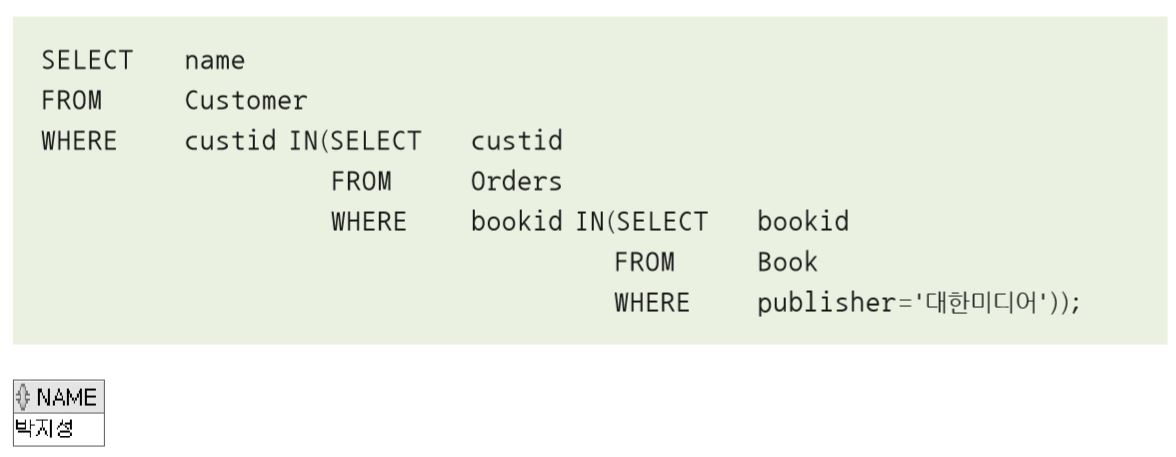 SELECT name
FROM Customer
WHERE custid IN(SELECT custid
FROM Orders
WHERE bookid IN(SELECT bookid
FROM Book
WHERE publisher='대한미디어'));
NAME
박지성